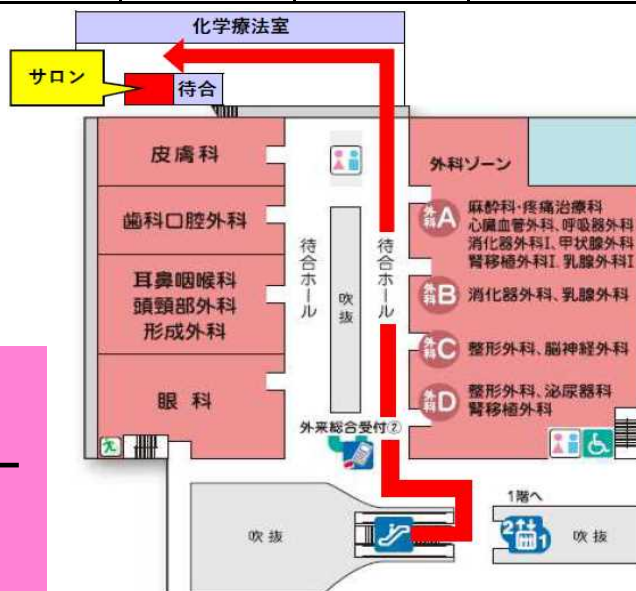 化学療法室
サロン
待合
皮膚科
歯科口腔外科
耳鼻咽喉科
頭頸部外科
形成外科
眼科
待合ホール
吹抜
待合ホール
外科ゾーン
外科A
麻酔科・疼痛治療科
心臓血管外科、呼吸器外科
消化器外科I、甲状腺外科
腎移植外科I、乳腺外科I
外科B
消化器外科、乳腺外科
外科C
整形外科、脳神経外科
外科D
整形外科、泌尿器科
腎移植外科
外来総合受付②
吹抜
1階へ
2
1
吹抜